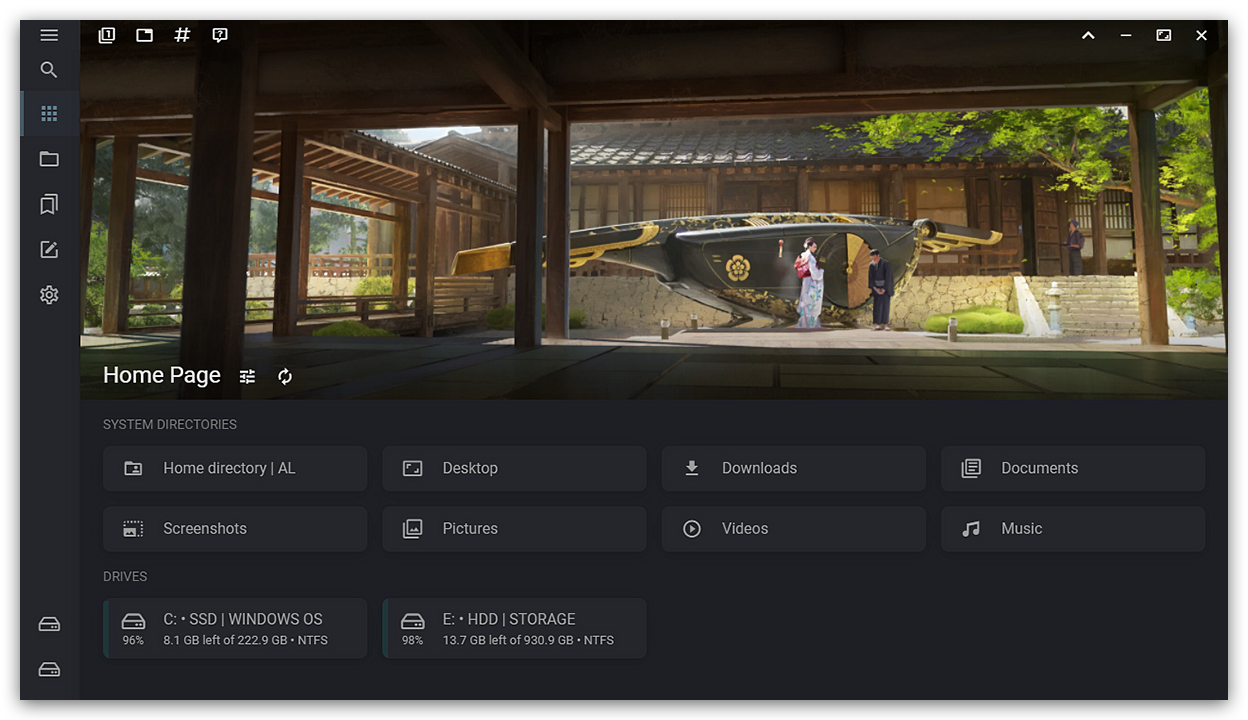 Home Page
SYSTEM DIRECTORIES
Home directory | AL
Desktop
Downloads
Documents
Screenshots
Pictures
Videos
Music
DRIVES
C: • SSD | WINDOWS OS
96%
8.1 GB left of 222.9 GB • NTFS
E: • HDD | STORAGE
98%
13.7 GB left of 930.9 GB • NTFS